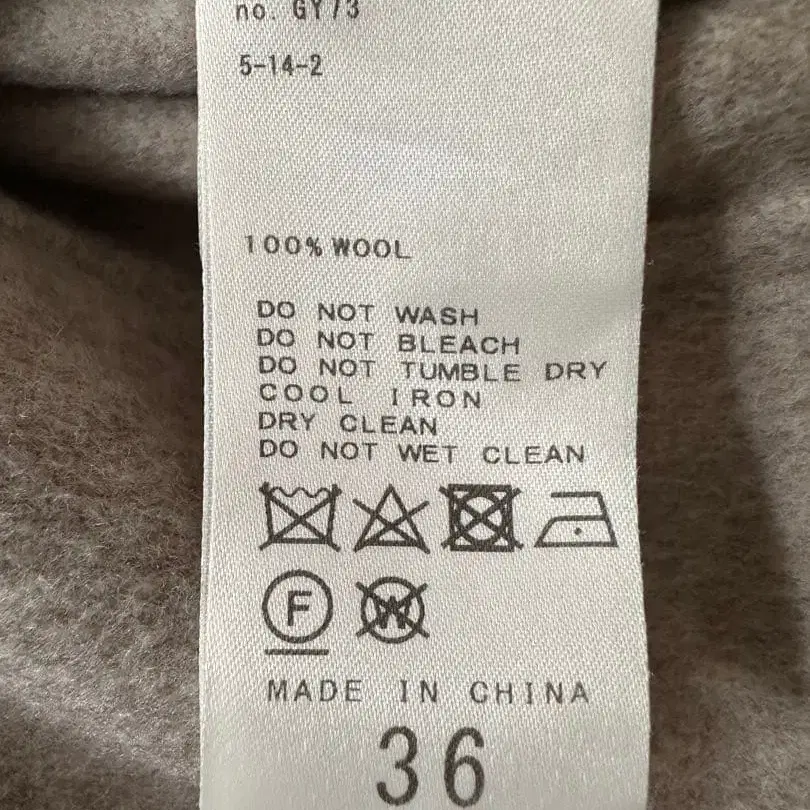 no. GY73
5-14-2
100% WOOL
DO NOT WASH
DO NOT BLEACH
DO NOT TUMBLE DRY
COOL IRON
DRY CLEAN
DO NOT WET CLEAN
F W
MADE IN CHINA
36